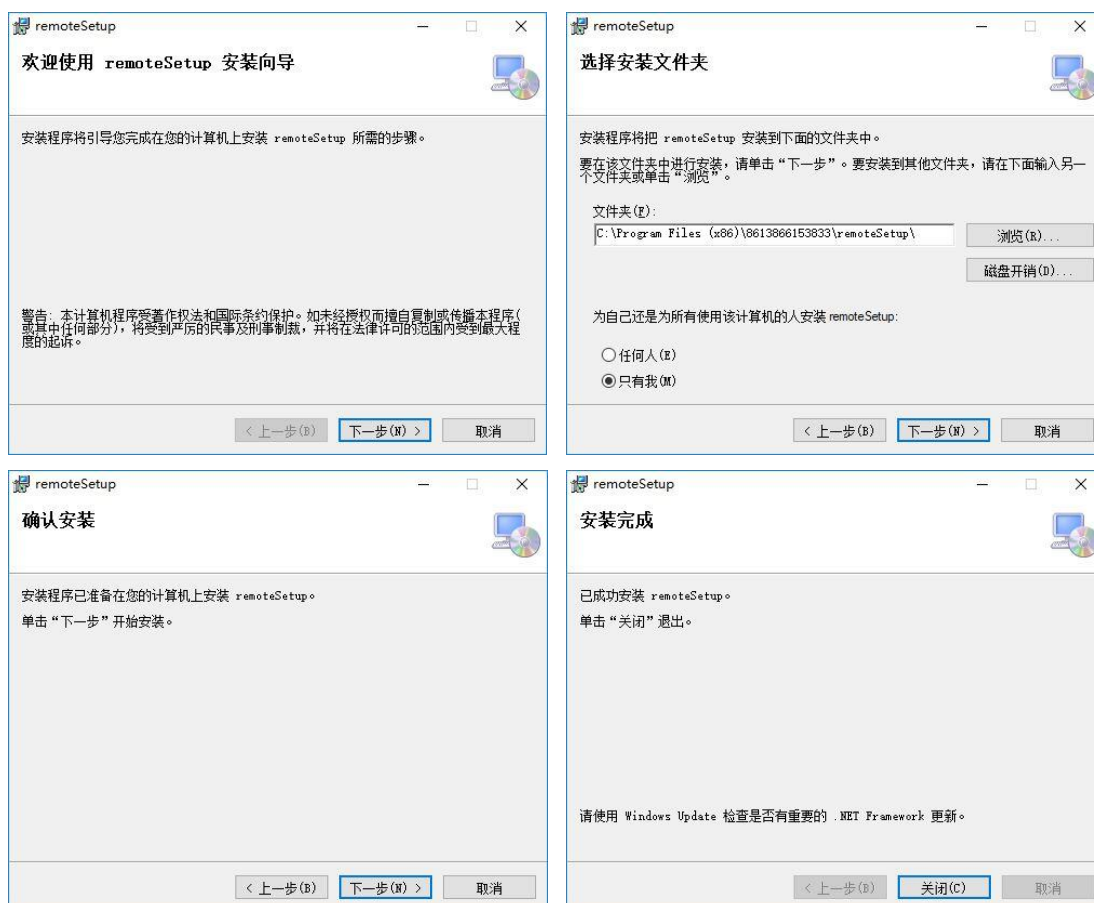 remoteSetup
欢迎使用 remoteSetup 安装向导
安装程序将引导您完成在您的计算机上安装 remoteSetup 所需的步骤。
警告: 本计算机程序受著作权法和国际条约保护。如未经授权而擅自复制或传播本程序(
或其中任何部分)，将受到严厉的民事及刑事制裁，并将在法律许可的范围内受到最大程
度的起诉。
< 上一步(B)
下一步(N) >
取消
remoteSetup
选择安装文件夹
安装程序将把 remoteSetup 安装到下面的文件夹中。
要在该文件夹中进行安装，请单击“下一步”。要安装到其他文件夹，请在下面输入另一
个文件夹或单击“浏览”。
文件夹(F):
C:\Program Files (x86)\8613866153833\remoteSetup\
浏览(R)...
磁盘开销(D)...
为自己还是为所有使用该计算机的人安装 remoteSetup:
任何人(E)
只有我(M)
< 上一步(B)
下一步(N) >
取消
remoteSetup
确认安装
安装程序已准备在您的计算机上安装 remoteSetup。
单击“下一步”开始安装。
< 上一步(B)
下一步(N) >
取消
remoteSetup
安装完成
已成功安装 remoteSetup。
单击“关闭”退出。
请使用 Windows Update 检查是否有重要的 .NET Framework 更新。
< 上一步(B)
关闭(C)
取消